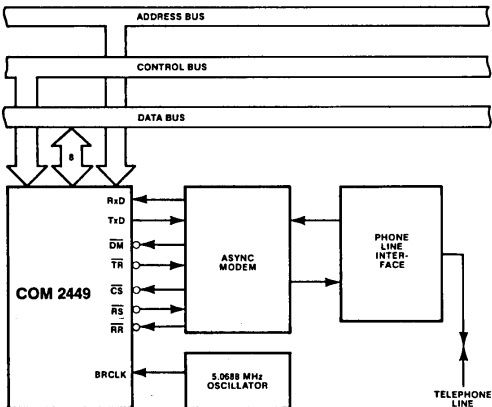 ADDRESS BUS
CONTROL BUS
DATA BUS
8
RxD
TxD
DM
TR
CS
RS
RR
BRCLK
COM 2449
ASYNC
MODEM
PHONE
LINE
INTER-
FACE
5.0688 MHz
OSCILLATOR
TELEPHONE
LINE